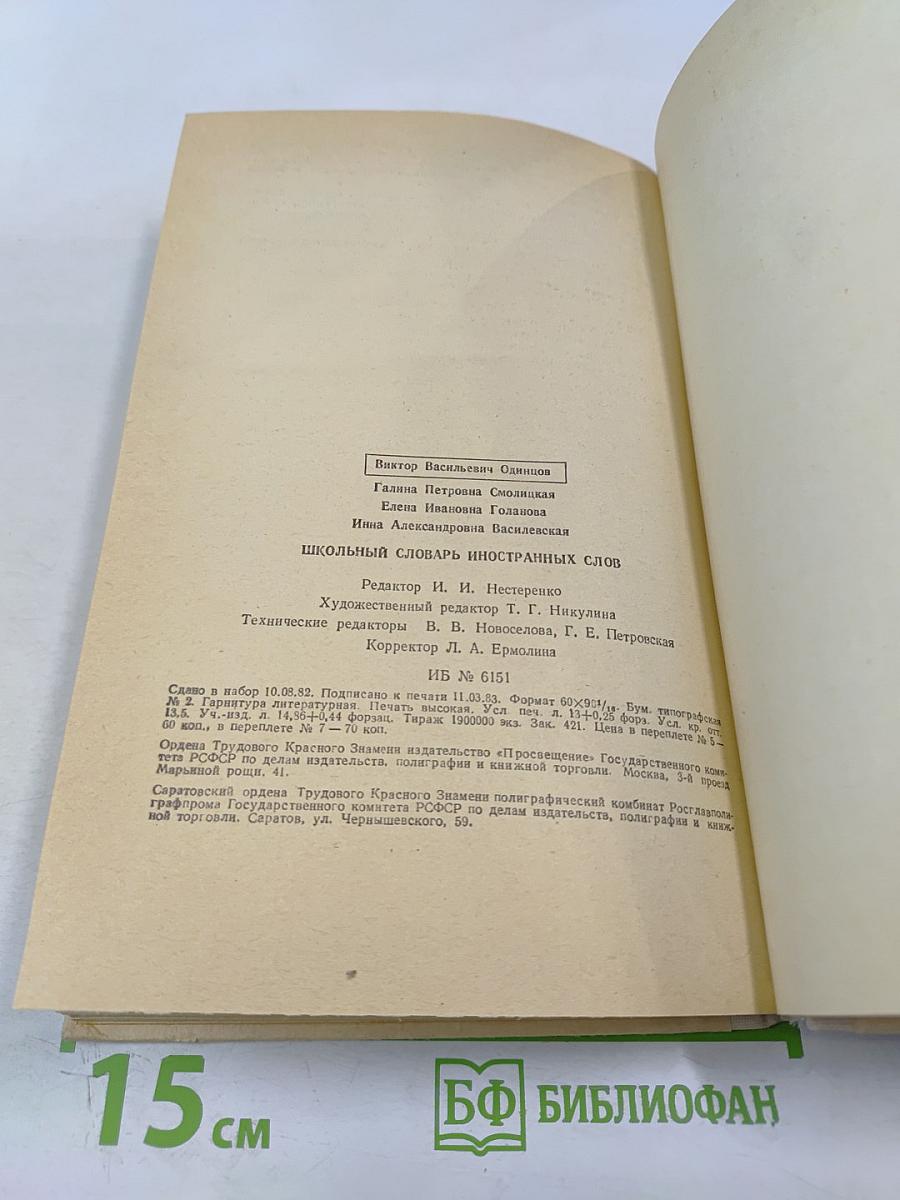 Виктор Васильевич Одинцов
Галина Петровна Смолицкая
Елена Ивановна Голанова
Инна Александровна Василевская
ШКОЛЬНЫЙ СЛОВАРЬ ИНОСТРАННЫХ СЛОВ
Редактор И. И. Нестеренко
Художественный редактор Т. Г. Никулина
Технические редакторы В. В. Новоселова, Г. Е. Петровская
Корректор Л. А. Ермолина
ИБ № 6151
Сдано в набор 10.08.82. Подписано к печати 11.03.83. Формат 60×90¹/₁₆. Бум. типографская
№ 2. Гарнитура литературная. Печать высокая. Усл. печ. л. 13+0,25 форз. Усл. кр. отт.
13,5. Уч.-изд. л. 14,86+0,44 форзац. Тираж 1900000 экз. Зак. 421. Цена в переплете № 5—
60 коп., в переплете № 7 — 70 коп.
Ордена Трудового Красного Знамени издательство «Просвещение» Государственного коми-
тета РСФСР по делам издательств, полиграфии и книжной торговли. Москва, 3-й проезд
Марьиной рощи, 41.
Саратовский ордена Трудового Красного Знамени полиграфический комбинат Росглавполи-
графпрома Государственного комитета РСФСР по делам издательств, полиграфии и книж-
ной торговли. Саратов, ул. Чернышевского, 59.
15 см
БФ БИБЛИОФАН